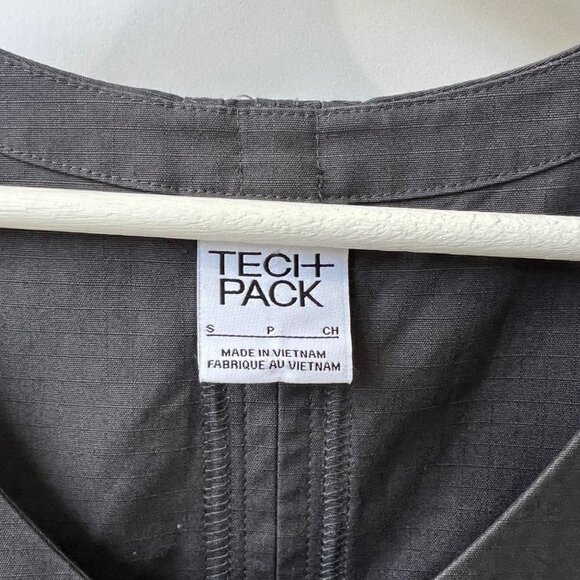 TECH
PACK
S P CH
MADE IN VIETNAM
FABRIQUE AU VIETNAM